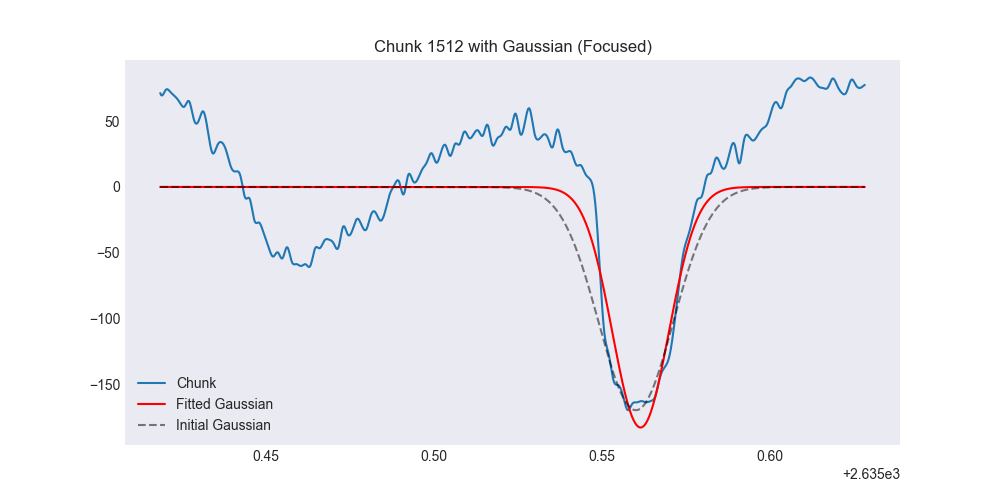 Chunk 1512 with Gaussian (Focused)
50
0
−50
−100
−150
Chunk
Fitted Gaussian
Initial Gaussian
0.45 0.50 0.55 0.60
+2.635e3